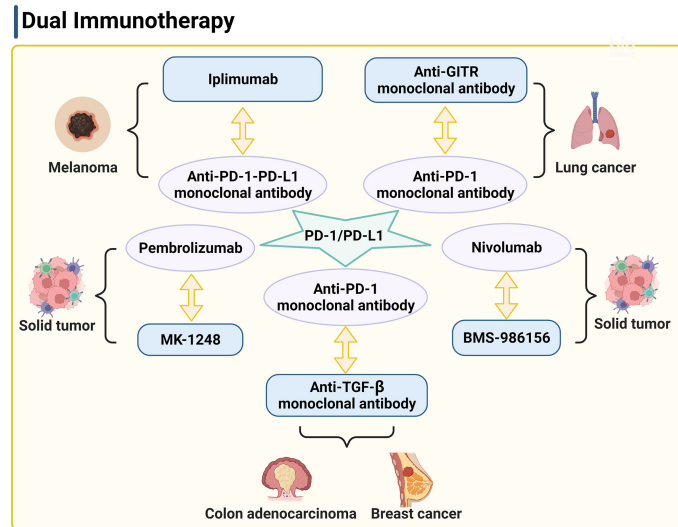 Dual Immunotherapy
Iplimumab
Anti-GITR
monoclonal antibody
Melanoma
Lung cancer
Anti-PD-1-PD-L1
monoclonal antibody
Anti-PD-1
monoclonal antibody
PD-1/PD-L1
Pembrolizumab
Nivolumab
Anti-PD-1
monoclonal antibody
Solid tumor
Solid tumor
MK-1248
BMS-986156
Anti-TGF-β
monoclonal antibody
Colon adenocarcinoma
Breast cancer